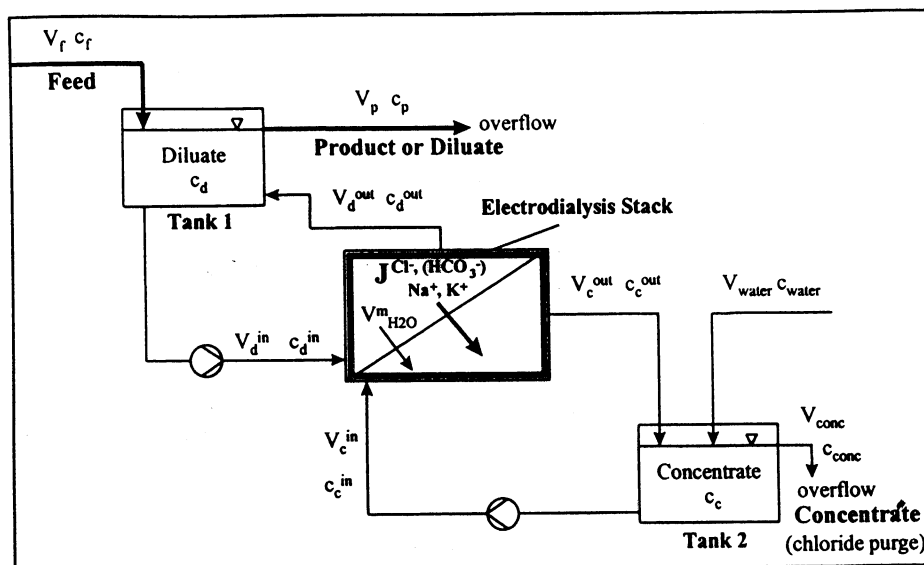 V_f c_f
Feed
V_p c_p
overflow
Product or Diluate
Diluate
c_d
Tank 1
V_d^out c_d^out
Electrodialysis Stack
J^Cl-, (HCO3-)
Na+, K+
V^m_H2O
V_c^out c_c^out
V_water c_water
V_d^in c_d^in
V_c^in
c_c^in
V_conc
c_conc
Concentrate
c_c
overflow
Concentrate
(chloride purge)
Tank 2